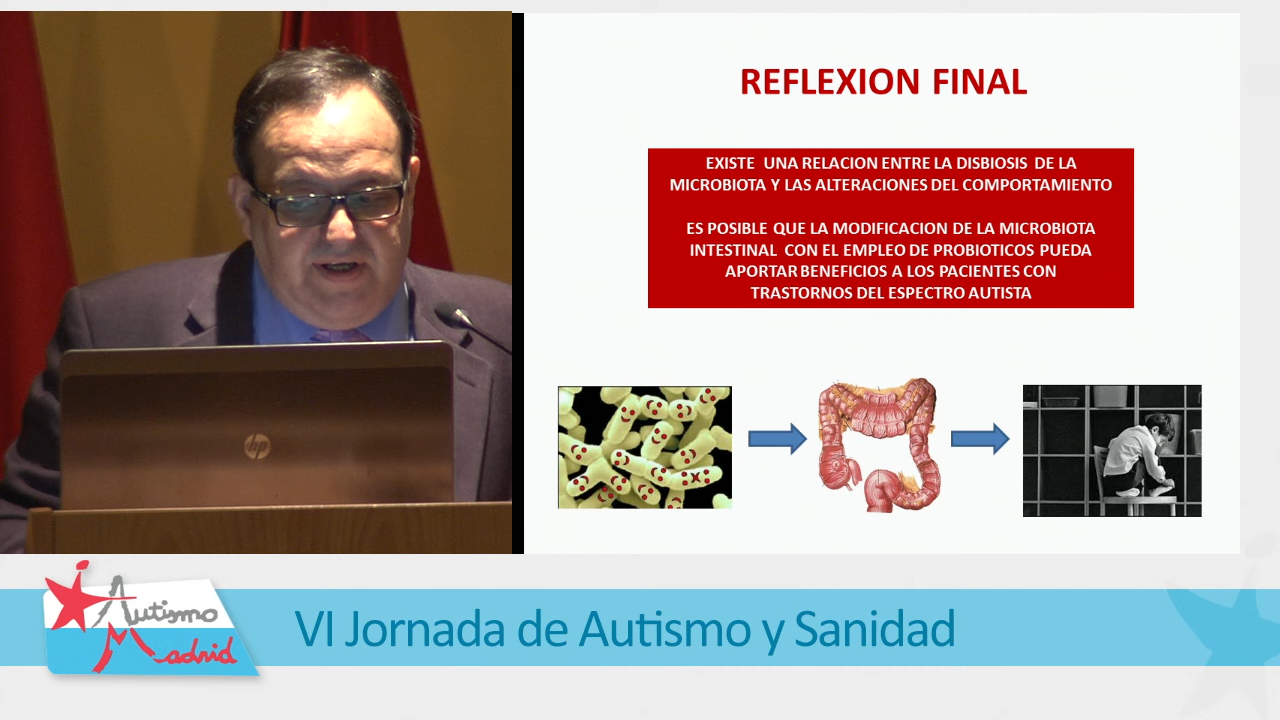 REFLEXION FINAL
EXISTE UNA RELACION ENTRE LA DISBIOSIS DE LA
MICROBIOTA Y LAS ALTERACIONES DEL COMPORTAMIENTO
ES POSIBLE QUE LA MODIFICACION DE LA MICROBIOTA
INTESTINAL CON EL EMPLEO DE PROBIOTICOS PUEDA
APORTAR BENEFICIOS A LOS PACIENTES CON
TRASTORNOS DEL ESPECTRO AUTISTA
hp
Autismo
Madrid
VI Jornada de Autismo y Sanidad